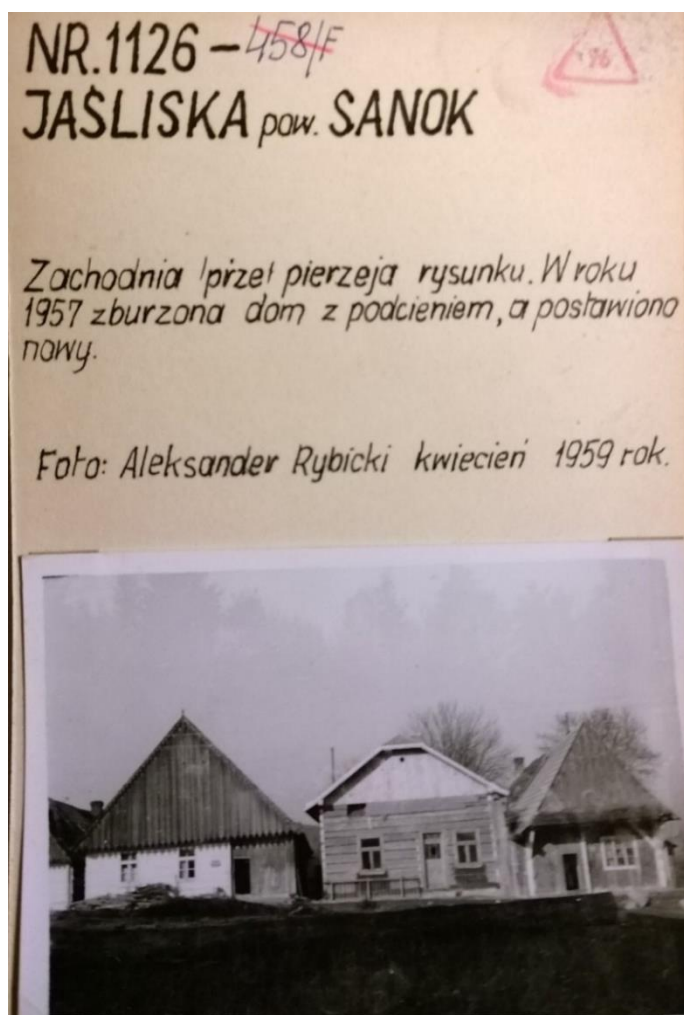 NR.1126 – 458/F
JAŚLISKA pow. SANOK
Zachodnia pierzeja rysunku. W roku
1957 zburzona dom z podcieniem, a postawiono
nowy.
Foto: Aleksander Rybicki kwiecień 1959 rok.